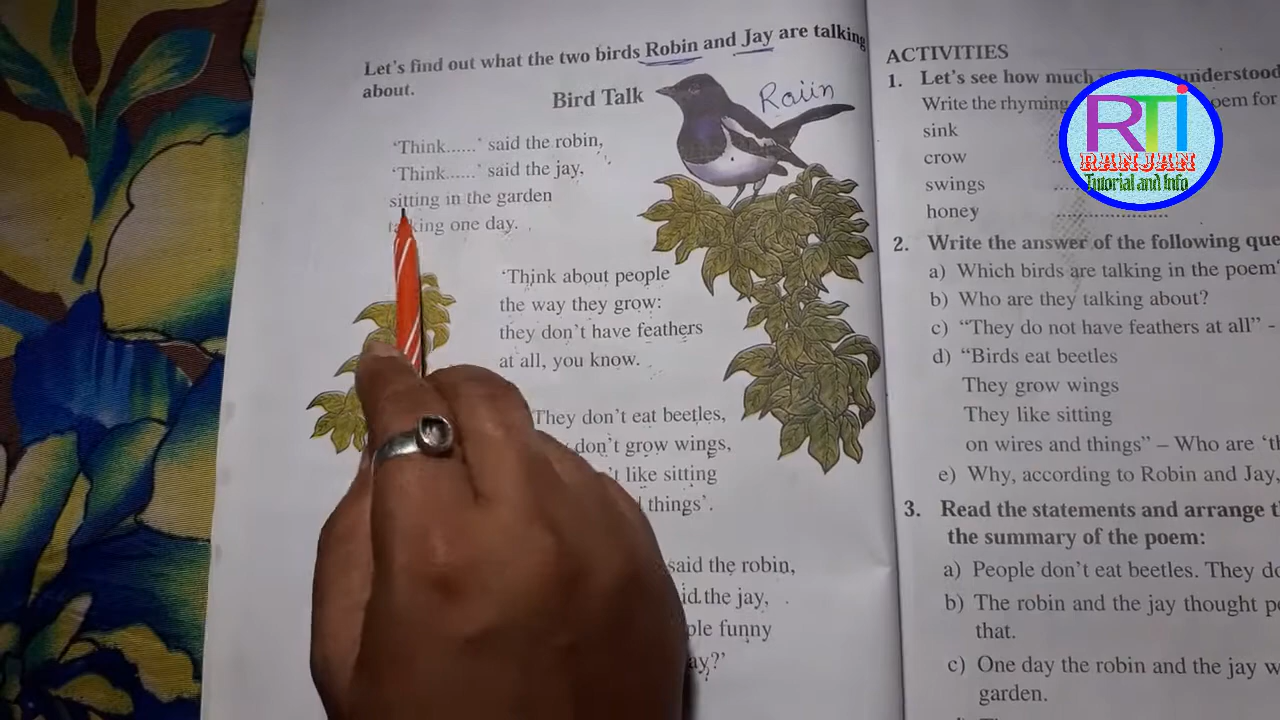 Let's find out what the two birds Robin and Jay are talking
about.
Bird Talk
'Think......' said the robin,
'Think......' said the jay,
sitting in the garden
talking one day.
'Think about people
the way they grow:
they don't have feathers
at all, you know.
They don't eat beetles,
don't grow wings,
like sitting
things'.
said the robin,
the jay,
funny
ACTIVITIES
1. Let's see how much understood
Write the rhyming poem for
sink
crow
swings
honey
2. Write the answer of the following
a) Which birds are talking in the poem?
b) Who are they talking about?
c) "They do not have feathers at all" -
d) "Birds eat beetles
They grow wings
They like sitting
on wires and things" – Who are
e) Why, according to Robin and Jay,
3. Read the statements and arrange
the summary of the poem:
a) People don't eat beetles. They
b) The robin and the jay thought
that.
c) One day the robin and the jay
garden.
RTI
RANJAN
Tutorial and Info